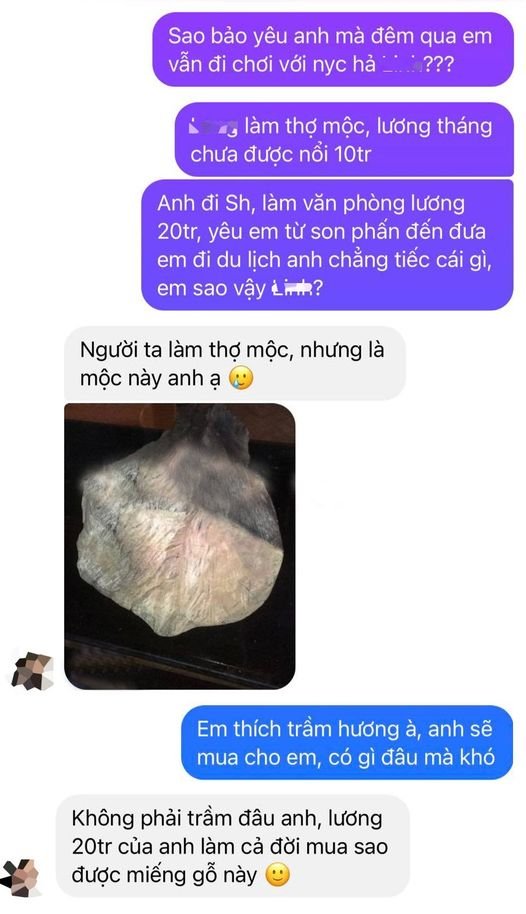 Sao bảo yêu anh mà đêm qua em
vẫn đi chơi với nyc hả ???
làm thợ mộc, lương tháng
chưa được nổi 10tr
Anh đi Sh, làm văn phòng lương
20tr, yêu em từ son phấn đến đưa
em đi du lịch anh chẳng tiếc cái gì,
em sao vậy Linh?
Người ta làm thợ mộc, nhưng là
mộc này anh ạ 🥲
Em thích trầm hương à, anh sẽ
mua cho em, có gì đâu mà khó
Không phải trầm đâu anh, lương
20tr của anh làm cả đời mua sao
được miếng gỗ này 🙂